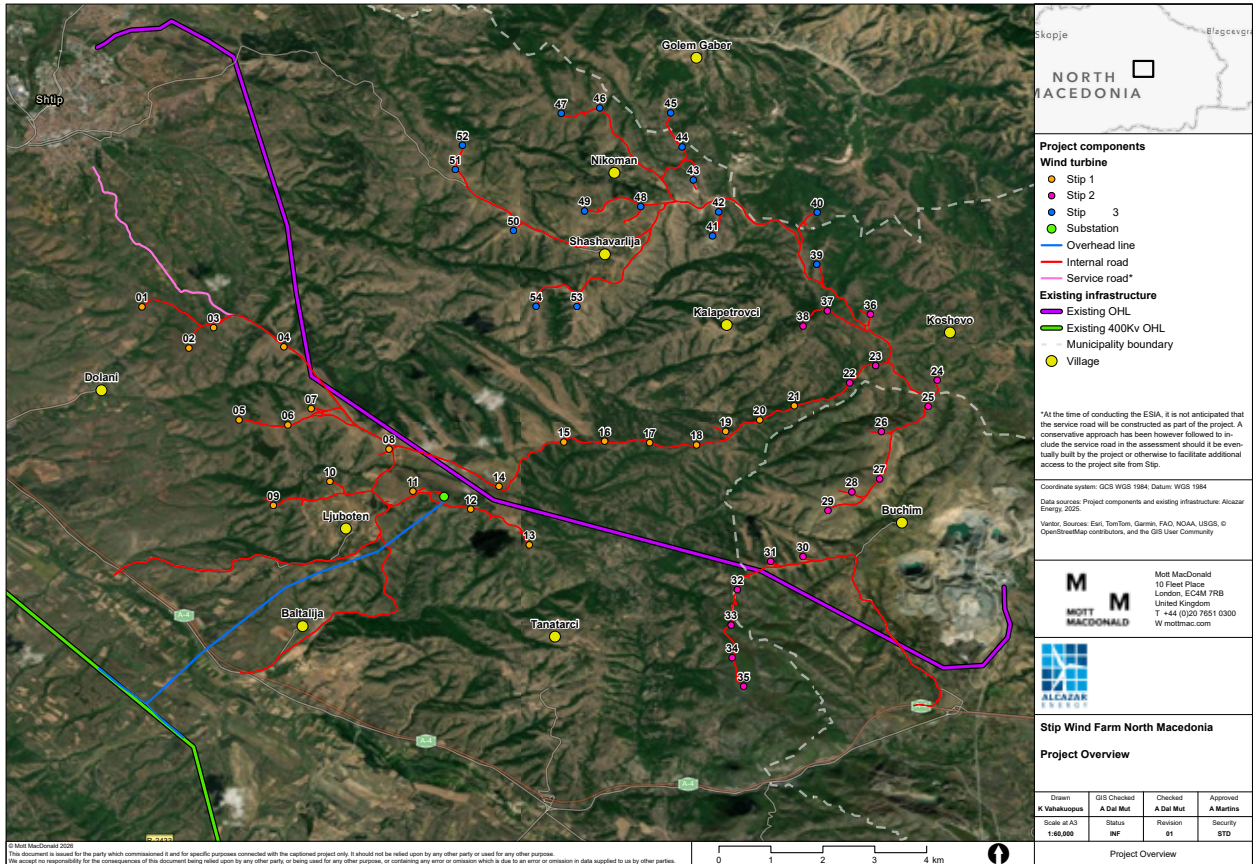 Golem Gaber
Shtip
47
46
45
44
52
51
Nikoman
43
49
48
42
40
50
41
Shashavarlija
39
54
53
01
03
02
04
Kalapetrovci
37
38
36
Koshevo
Dolani
05
06
07
08
23
22
24
25
21
20
19
18
17
16
15
26
10
09
11
14
12
13
Ljuboten
27
28
29
Buchim
31
30
32
33
34
35
A-4
Baltalija
Tanatarci
A-4
A-4
R-2433
Skopje
Blagoevgra
NORTH
MACEDONIA
Project components
Wind turbine
Stip 1
Stip 2
Stip 3
Substation
Overhead line
Internal road
Service road*
Existing infrastructure
Existing OHL
Existing 400Kv OHL
Municipality boundary
Village
*At the time of conducting the ESIA, it is not anticipated that
the service road will be constructed as part of the project. A
conservative approach has been however followed to in-
clude the service road in the assessment should it be even-
tually built by the project or otherwise to facilitate additional
access to the project site from Stip.
Coordinate system: GCS WGS 1984; Datum: WGS 1984
Data sources: Project components and existing infrastructure: Alcazar
Energy, 2025.
Vantor, Sources: Esri, TomTom, Garmin, FAO, NOAA, USGS, ©
OpenStreetMap contributors, and the GIS User Community
M M
MOTT
MACDONALD
Mott MacDonald
10 Fleet Place
London, EC4M 7RB
United Kingdom
T +44 (0)20 7651 0300
W mottmac.com
ALCAZAR
ENERGY
Stip Wind Farm North Macedonia
Project Overview
Drawn
K Vahakuopus
GIS Checked
A Dal Mut
Checked
A Dal Mut
Approved
A Martins
Scale at A3
1:60,000
Status
INF
Revision
01
Security
STD
Project Overview
© Mott MacDonald 2026
This document is issued for the party which commissioned it and for specific purposes connected with the captioned project only. It should not be relied upon by any other party or used for any other purpose.
We accept no responsibility for the consequences of this document being relied upon by any other party, or being used for any other purpose, or containing any error or omission which is due to an error or omission in data supplied to us by other parties.
0 1 2 3 4 km